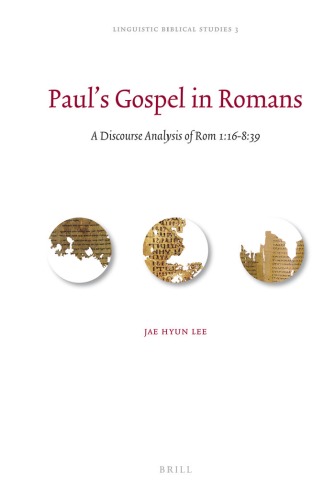 LINGUISTIC BIBLICAL STUDIES 3
Paul's Gospel in Romans
A Discourse Analysis of Rom 1:16-8:39
JAE HYUN LEE
BRILL